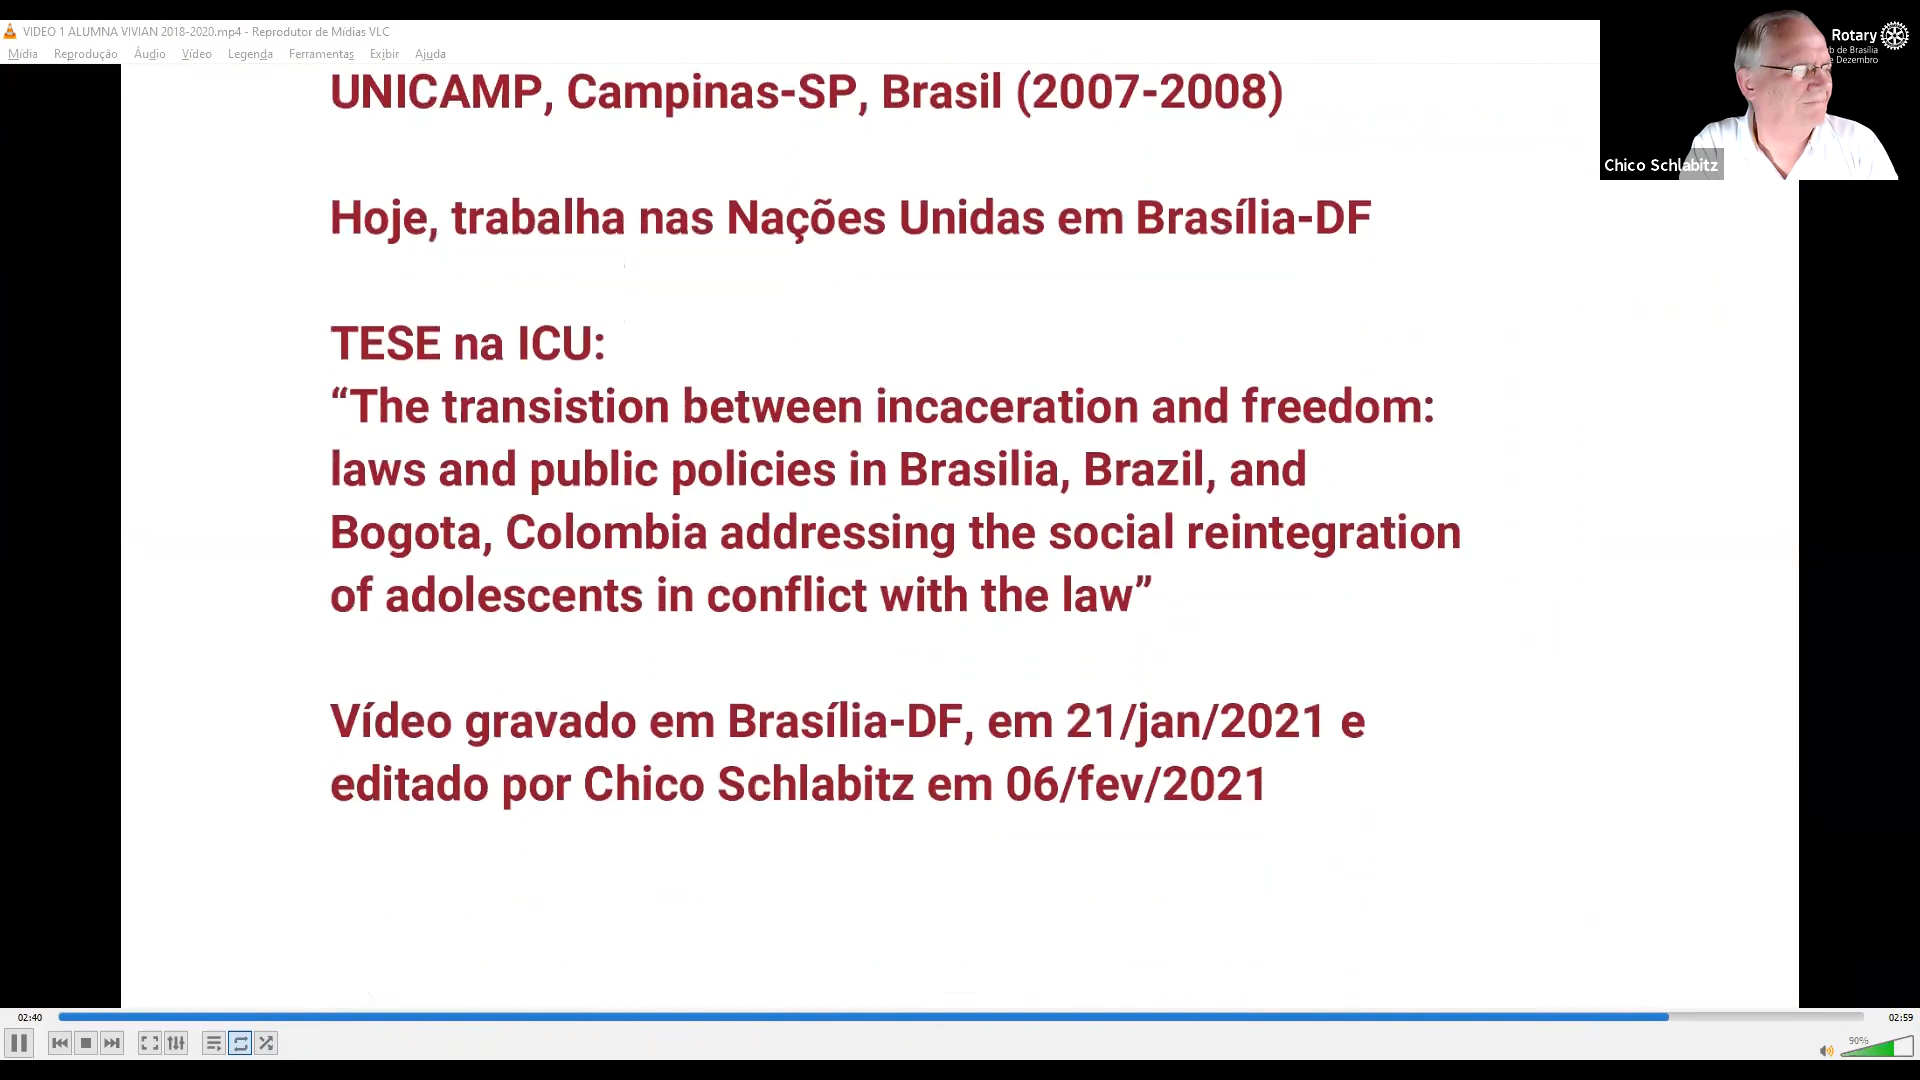 VIDEO 1 ALUMNA VIVIAN 2018-2020.mp4 - Reprodutor de Mídias VLC
Mídia Reprodução Áudio Vídeo Legenda Ferramentas Exibir Ajuda
Rotary
b de Brasília
e Dezembro
Chico Schlabitz
UNICAMP, Campinas-SP, Brasil (2007-2008)
Hoje, trabalha nas Nações Unidas em Brasília-DF
TESE na ICU:
“The transistion between incaceration and freedom:
laws and public policies in Brasilia, Brazil, and
Bogota, Colombia addressing the social reintegration
of adolescents in conflict with the law”
Vídeo gravado em Brasília-DF, em 21/jan/2021 e
editado por Chico Schlabitz em 06/fev/2021
02:40 02:59
90%